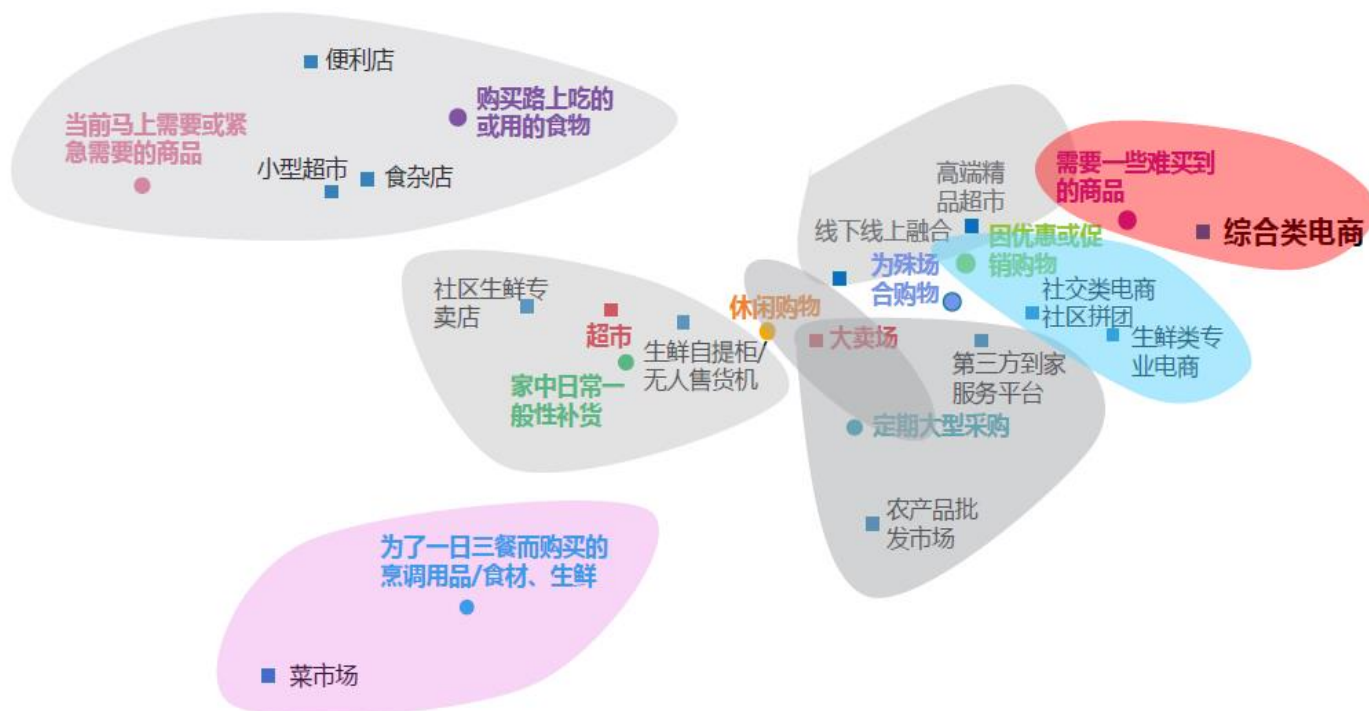 便利店
购买路上吃的
或用的食物
当前马上需要或紧
急需要的商品
小型超市
食杂店
高端精
品超市
需要一些难买到
的商品
线下线上融合
因优惠或促
销购物
综合类电商
为殊场
合购物
社区生鲜专
卖店
超市
休闲购物
大卖场
社交类电商
社区拼团
生鲜类专
业电商
生鲜自提柜/
无人售货机
第三方到家
服务平台
家中日常一
般性补货
定期大型采购
农产品批
发市场
为了一日三餐而购买的
烹调用品/食材、生鲜
菜市场